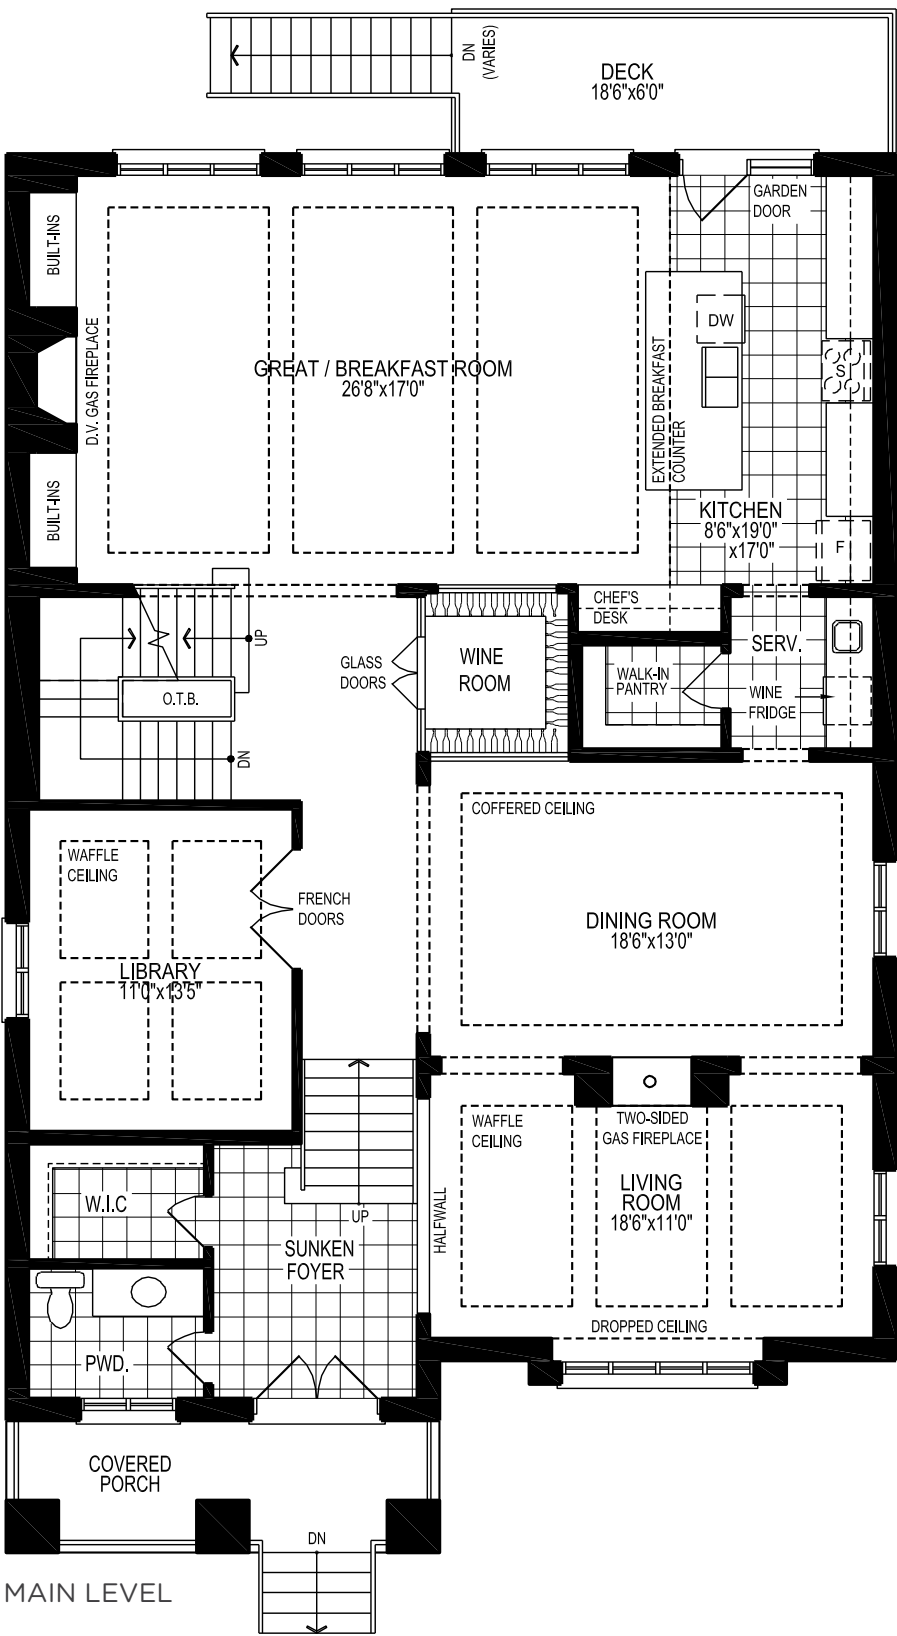 DN
(VARIES)
DECK
18'6"x6'0"
GARDEN
DOOR
BUILT-INS
D.V. GAS FIREPLACE
BUILT-INS
GREAT / BREAKFAST ROOM
26'8"x17'0"
DW
S
EXTENDED BREAKFAST
COUNTER
KITCHEN
8'6"x19'0"
x17'0"
F
UP
O.T.B.
DN
GLASS
DOORS
WINE
ROOM
CHEF'S
DESK
WALK-IN
PANTRY
SERV.
WINE
FRIDGE
WAFFLE
CEILING
LIBRARY
11'0"x13'5"
FRENCH
DOORS
COFFERED CEILING
DINING ROOM
18'6"x13'0"
WAFFLE
CEILING
TWO-SIDED
GAS FIREPLACE
LIVING
ROOM
18'6"x11'0"
HALFWALL
DROPPED CEILING
W.I.C
UP
SUNKEN
FOYER
PWD.
COVERED
PORCH
DN
MAIN LEVEL